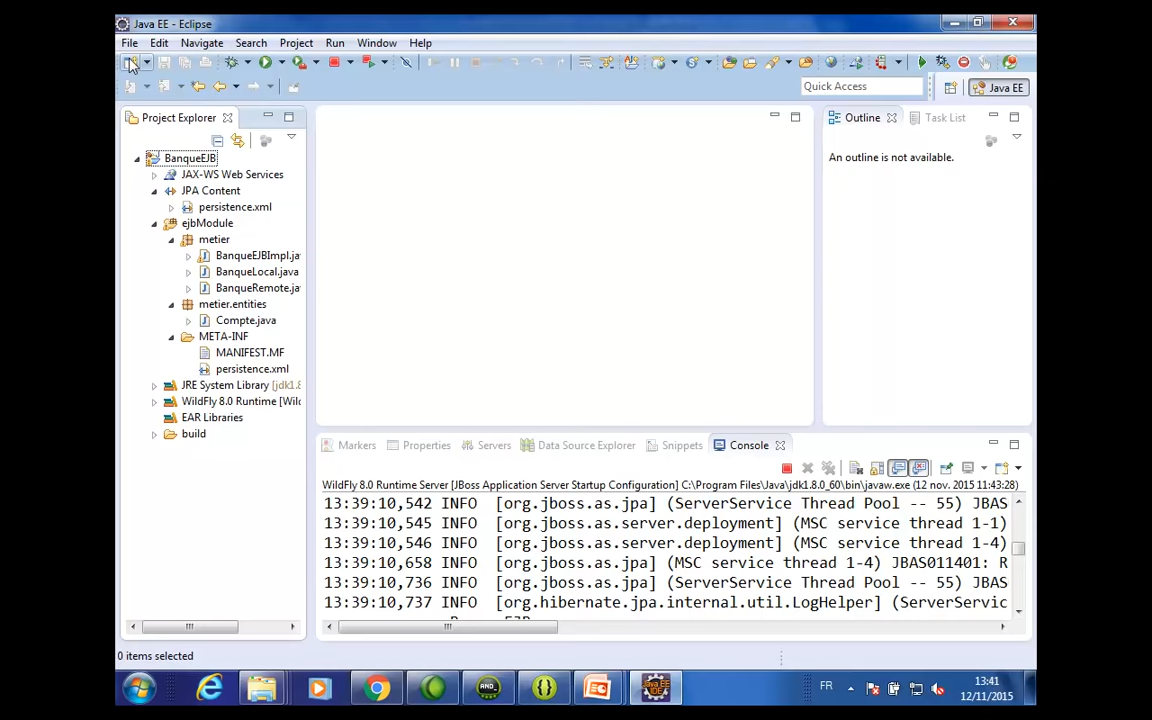 Java EE - Eclipse
File Edit Navigate Search Project Run Window Help
Quick Access
Java EE
Project Explorer
BanqueEJB
JAX-WS Web Services
JPA Content
persistence.xml
ejbModule
metier
BanqueEJBImpl.ja
BanqueLocal.java
BanqueRemote.ja
metier.entities
Compte.java
META-INF
MANIFEST.MF
persistence.xml
JRE System Library [jdk1.8
WildFly 8.0 Runtime [Wil
EAR Libraries
build
Outline Task List
An outline is not available.
Markers Properties Servers Data Source Explorer Snippets Console
WildFly 8.0 Runtime Server [JBoss Application Server Startup Configuration] C:\Program Files\Java\jdk1.8.0_60\bin\javaw.exe (12 nov. 2015 11:43:28)
13:39:10,542 INFO [org.jboss.as.jpa] (ServerService Thread Pool -- 55) JBAS
13:39:10,545 INFO [org.jboss.as.server.deployment] (MSC service thread 1-1)
13:39:10,546 INFO [org.jboss.as.server.deployment] (MSC service thread 1-4)
13:39:10,658 INFO [org.jboss.as.jpa] (MSC service thread 1-4) JBAS011401: R
13:39:10,736 INFO [org.jboss.as.jpa] (ServerService Thread Pool -- 55) JBAS
13:39:10,737 INFO [org.hibernate.jpa.internal.util.LogHelper] (ServerServic
0 items selected
FR
13:41
12/11/2015